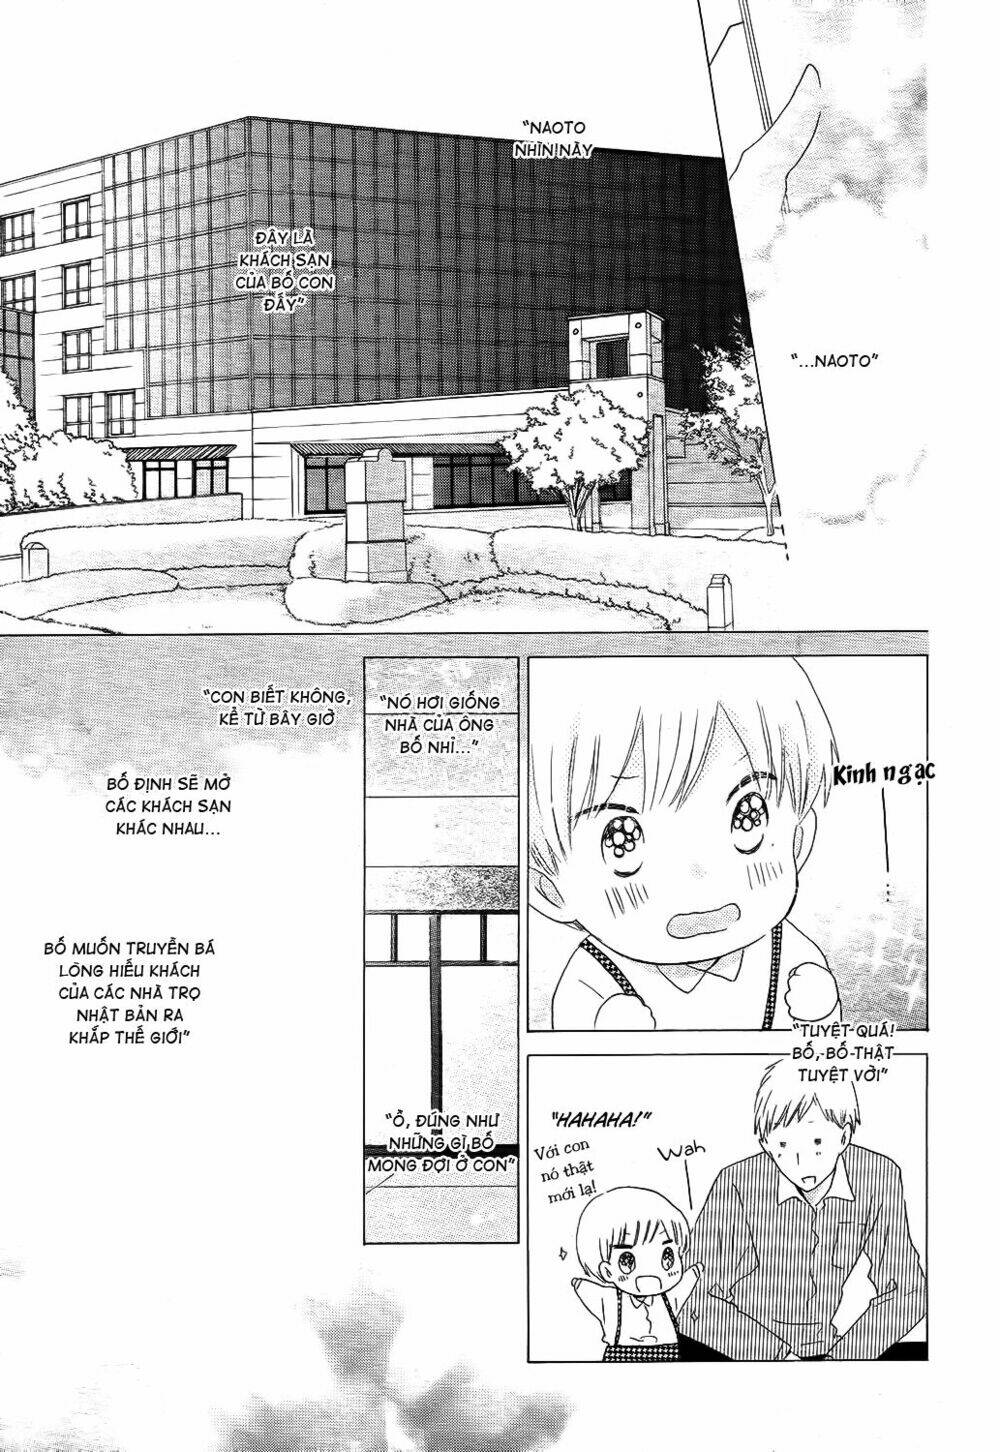 "...NAOTO"
"NAOTO
NHÌN NÀY
ĐÂY LÀ
KHÁCH SẠN
CỦA BỐ CON
ĐẤY"
Kinh ngạc
...
"TUYỆT QUÁ!
BỐ, BỐ THẬT
TUYỆT VỜI"
"HAHAHA!"
Với con
nó thật
mới lạ!
Wah
"NÓ HƠI GIỐNG
NHÀ CỦA ÔNG
BỐ NHỈ..."
"Ồ, ĐÚNG NHƯ
NHỮNG GÌ BỐ
MONG ĐỢI Ở CON"
"CON BIẾT KHÔNG,
KỂ TỪ BÂY GIỜ
BỐ ĐỊNH SẼ MỞ
CÁC KHÁCH SẠN
KHÁC NHAU...
BỐ MUỐN TRUYỀN BÁ
LÒNG HIẾU KHÁCH
CỦA CÁC NHÀ TRỌ
NHẬT BẢN RA
KHẮP THẾ GIỚI"